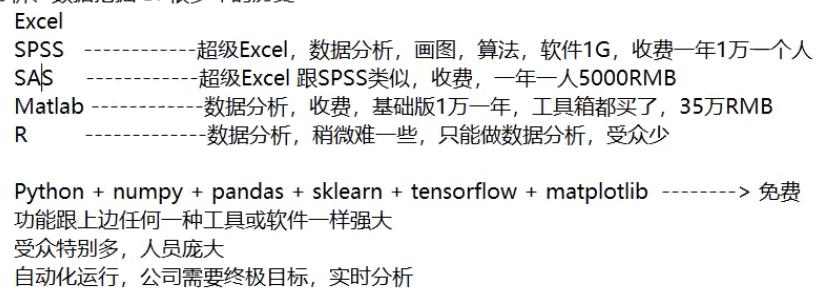 Excel
SPSS ------------超级Excel，数据分析，画图，算法，软件1G，收费一年1万一个人
SAS ------------超级Excel 跟SPSS类似，收费，一年一人5000RMB
Matlab ------------数据分析，收费，基础版1万一年，工具箱都买了，35万RMB
R -------------数据分析，稍微难一些，只能做数据分析，受众少
Python + numpy + pandas + sklearn + tensorflow + matplotlib --------> 免费
功能跟上边任何一种工具或软件一样强大
受众特别多，人员庞大
自动化运行，公司需要终极目标，实时分析